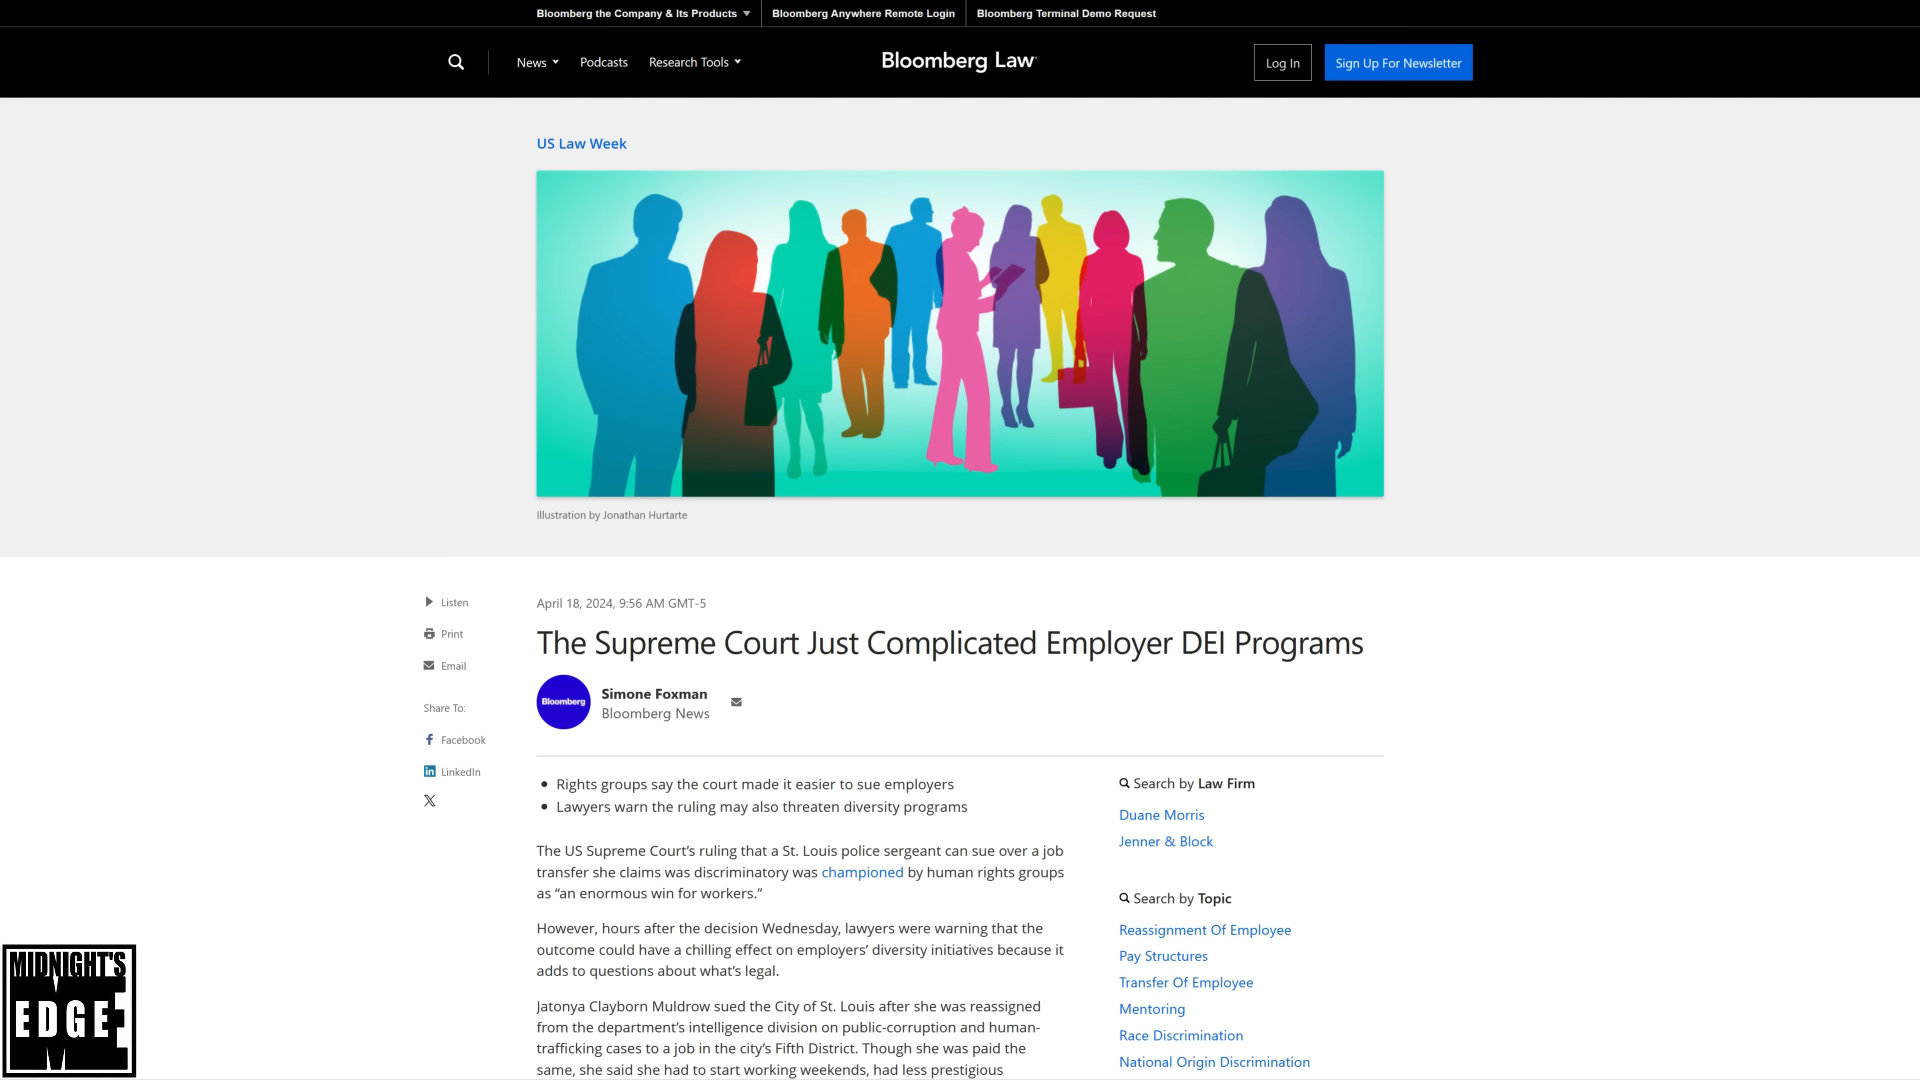 Bloomberg the Company & Its Products
Bloomberg Anywhere Remote Login
Bloomberg Terminal Demo Request
News
Podcasts
Research Tools
Bloomberg Law
Log In
Sign Up For Newsletter
US Law Week
Illustration by Jonathan Hurtarte
Listen
Print
Email
Share To:
Facebook
LinkedIn
April 18, 2024, 9:56 AM GMT-5
The Supreme Court Just Complicated Employer DEI Programs
Bloomberg
Simone Foxman
Bloomberg News
• Rights groups say the court made it easier to sue employers
• Lawyers warn the ruling may also threaten diversity programs
The US Supreme Court’s ruling that a St. Louis police sergeant can sue over a job
transfer she claims was discriminatory was championed by human rights groups
as “an enormous win for workers.”
However, hours after the decision Wednesday, lawyers were warning that the
outcome could have a chilling effect on employers’ diversity initiatives because it
adds to questions about what’s legal.
Jatonya Clayborn Muldrow sued the City of St. Louis after she was reassigned
from the department’s intelligence division on public-corruption and human-
trafficking cases to a job in the city’s Fifth District. Though she was paid the
same, she said she had to start working weekends, had less prestigious
Search by Law Firm
Duane Morris
Jenner & Block
Search by Topic
Reassignment Of Employee
Pay Structures
Transfer Of Employee
Mentoring
Race Discrimination
National Origin Discrimination
MIDNIGHT'S
EDGE